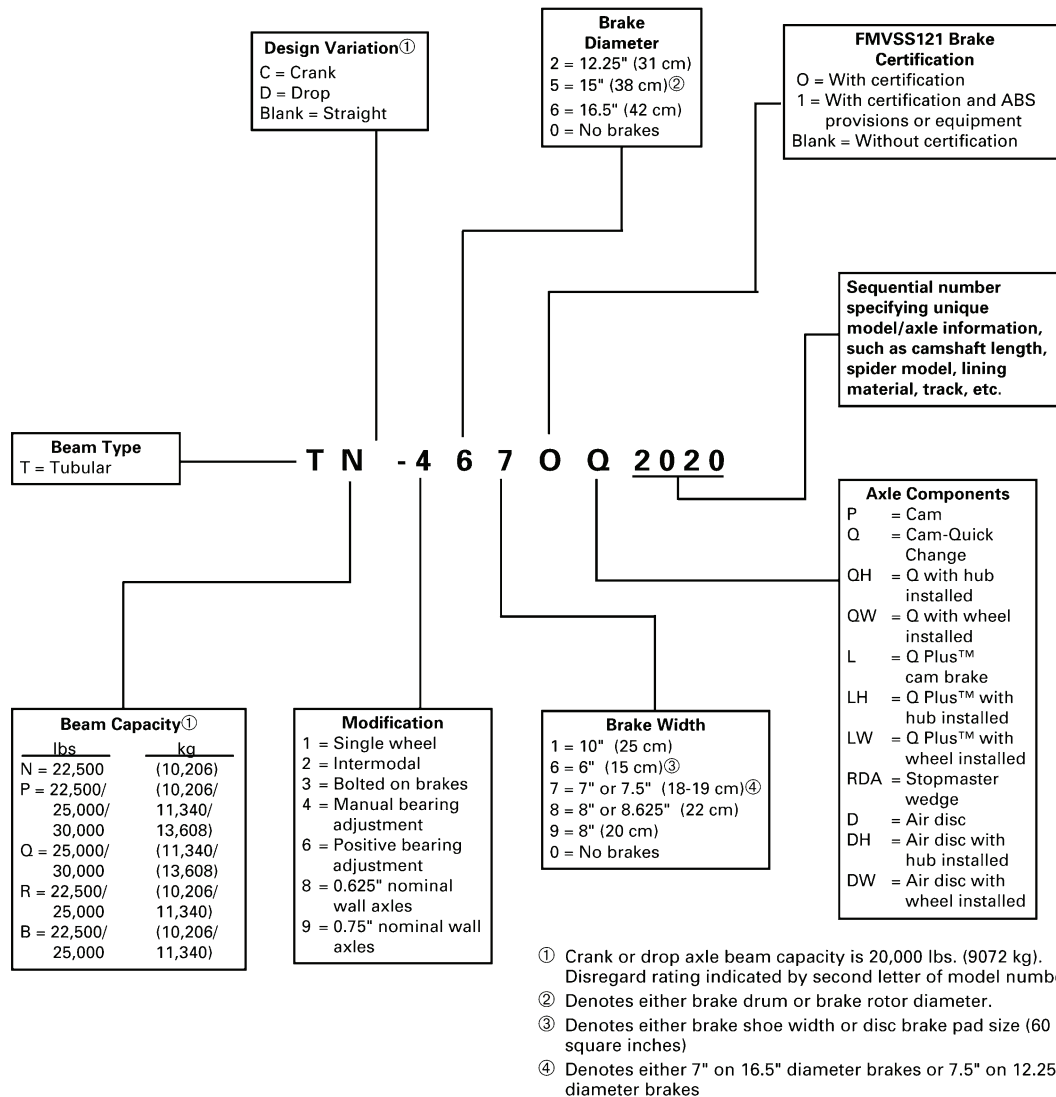 Design Variation①
C = Crank
D = Drop
Blank = Straight
Brake
Diameter
2 = 12.25" (31 cm)
5 = 15" (38 cm)②
6 = 16.5" (42 cm)
0 = No brakes
FMVSS121 Brake
Certification
O = With certification
1 = With certification and ABS
provisions or equipment
Blank = Without certification
Sequential number
specifying unique
model/axle information,
such as camshaft length,
spider model, lining
material, track, etc.
Beam Type
T = Tubular
T N - 4 6 7 O Q 2 0 2 0
Axle Components
P = Cam
Q = Cam-Quick
Change
QH = Q with hub
installed
QW = Q with wheel
installed
L = Q Plus™
cam brake
LH = Q Plus™ with
hub installed
LW = Q Plus™ with
wheel installed
RDA = Stopmaster
wedge
D = Air disc
DH = Air disc with
hub installed
DW = Air disc with
wheel installed
Beam Capacity①
lbs kg
N = 22,500 (10,206)
P = 22,500/ (10,206/
25,000/ 11,340/
30,000 13,608)
Q = 25,000/ (11,340/
30,000 (13,608)
R = 22,500/ (10,206/
25,000 11,340)
B = 22,500/ (10,206/
25,000 11,340)
Modification
1 = Single wheel
2 = Intermodal
3 = Bolted on brakes
4 = Manual bearing
adjustment
6 = Positive bearing
adjustment
8 = 0.625" nominal
wall axles
9 = 0.75" nominal wall
axles
Brake Width
1 = 10" (25 cm)
6 = 6" (15 cm)③
7 = 7" or 7.5" (18-19 cm)④
8 = 8" or 8.625" (22 cm)
9 = 8" (20 cm)
0 = No brakes
① Crank or drop axle beam capacity is 20,000 lbs. (9072 kg).
Disregard rating indicated by second letter of model numbe
② Denotes either brake drum or brake rotor diameter.
③ Denotes either brake shoe width or disc brake pad size (60
square inches)
④ Denotes either 7" on 16.5" diameter brakes or 7.5" on 12.25
diameter brakes